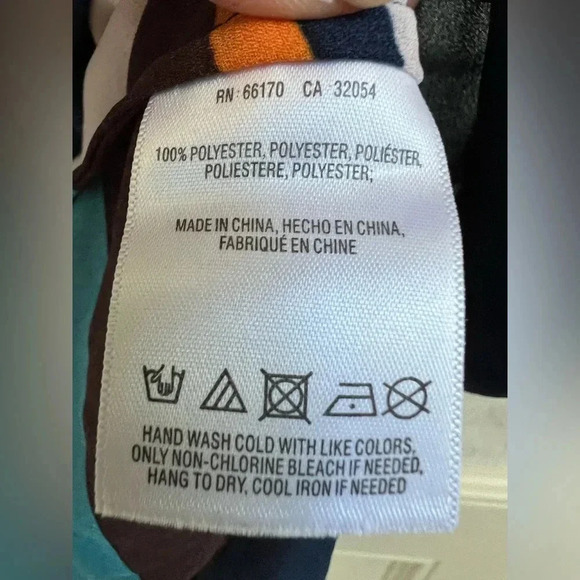 RN: 66170 CA 32054
100% POLYESTER, POLYESTER, POLIÉSTER,
POLIESTERE, POLYESTER;
MADE IN CHINA, HECHO EN CHINA,
FABRIQUÉ EN CHINE
HAND WASH COLD WITH LIKE COLORS,
ONLY NON-CHLORINE BLEACH IF NEEDED,
HANG TO DRY, COOL IRON IF NEEDED